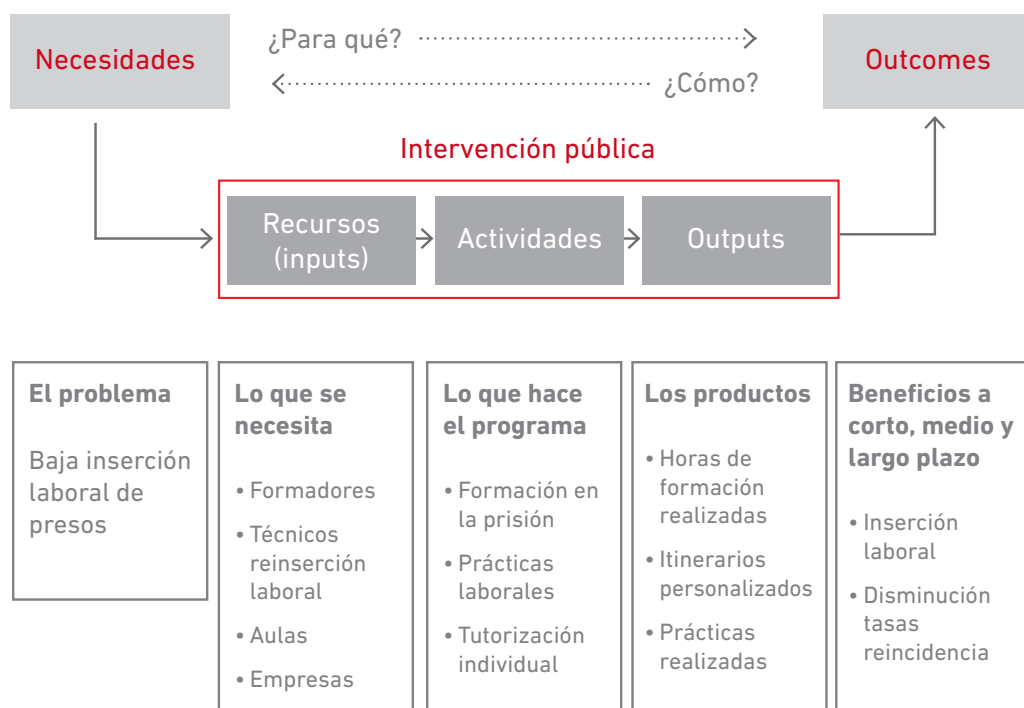 Necesidades
¿Para qué?
¿Cómo?
Outcomes
Intervención pública
Recursos
(inputs)
Actividades
Outputs
El problema
Baja inserción
laboral de
presos
Lo que se
necesita
• Formadores
• Técnicos
reinserción
laboral
• Aulas
• Empresas
Lo que hace
el programa
• Formación en
la prisión
• Prácticas
laborales
• Tutorización
individual
Los productos
• Horas de
formación
realizadas
• Itinerarios
personalizados
• Prácticas
realizadas
Beneficios a
corto, medio y
largo plazo
• Inserción
laboral
• Disminución
tasas
reincidencia